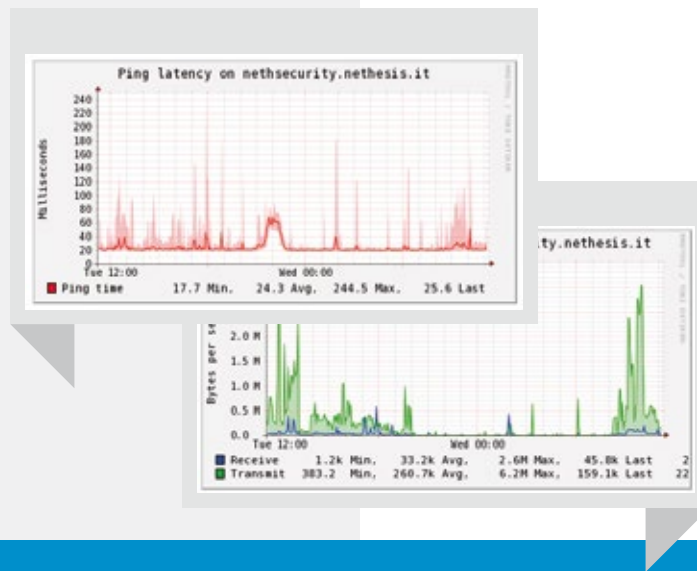 Ping latency on nethsecurity.nethesis.it
Milliseconds
240
220
200
180
160
140
120
100
80
60
40
20
0
Tue 12:00 Wed 00:00
Ping time 17.7 Min. 24.3 Avg. 244.5 Max. 25.6 Last
ty.nethesis.it
Bytes per se
2.0 M
1.5 M
1.0 M
0.5 M
0.0
Tue 12:00 Wed 00:00
Receive 1.2k Min. 33.2k Avg. 2.6M Max. 45.8k Last 2
Transmit 383.2 Min. 260.7k Avg. 6.2M Max. 159.1k Last 22